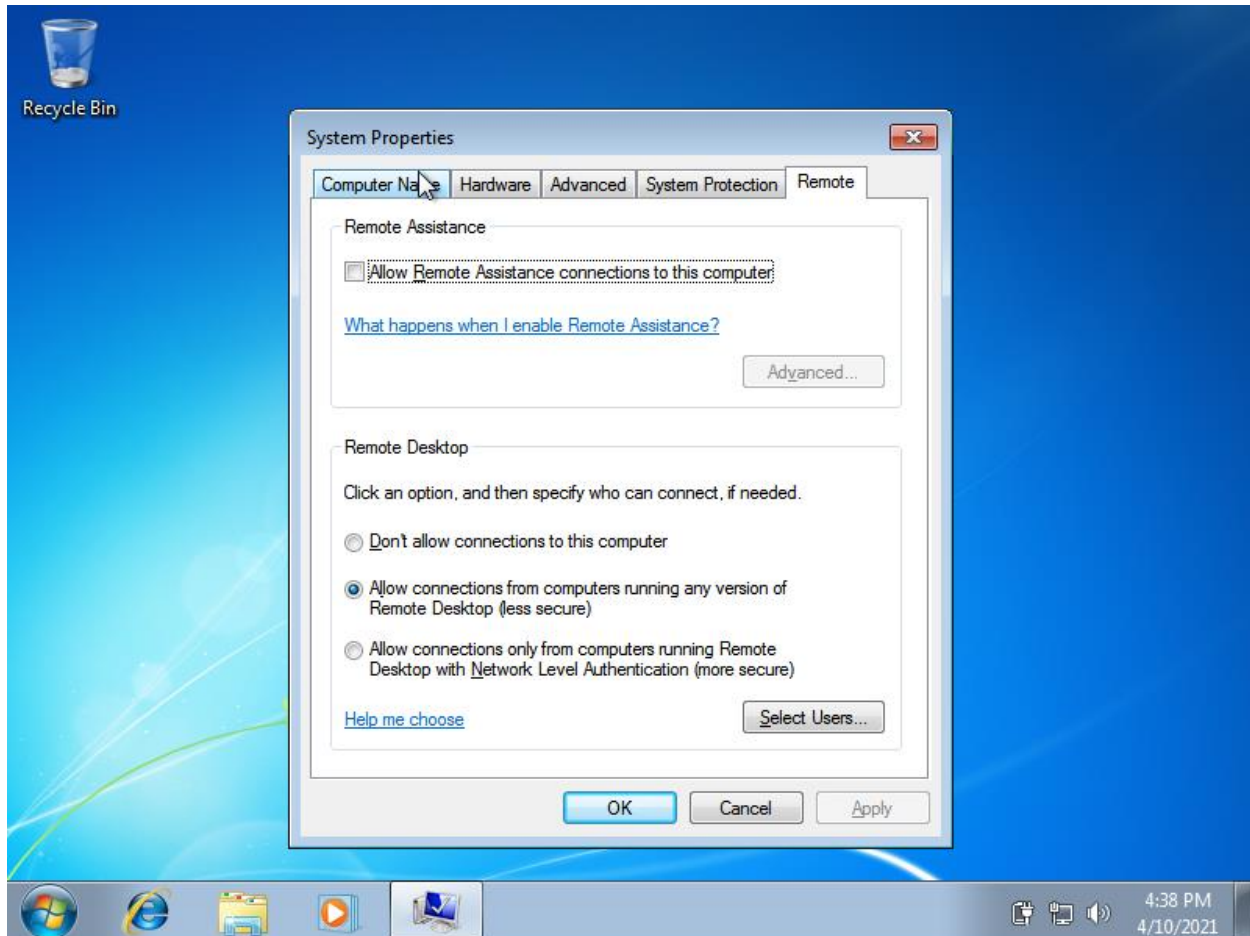 Recycle Bin
System Properties
Computer Name Hardware Advanced System Protection Remote
Remote Assistance
Allow Remote Assistance connections to this computer
What happens when I enable Remote Assistance?
Advanced...
Remote Desktop
Click an option, and then specify who can connect, if needed.
Don't allow connections to this computer
Allow connections from computers running any version of
Remote Desktop (less secure)
Allow connections only from computers running Remote
Desktop with Network Level Authentication (more secure)
Help me choose
Select Users...
OK Cancel Apply
4:38 PM
4/10/2021